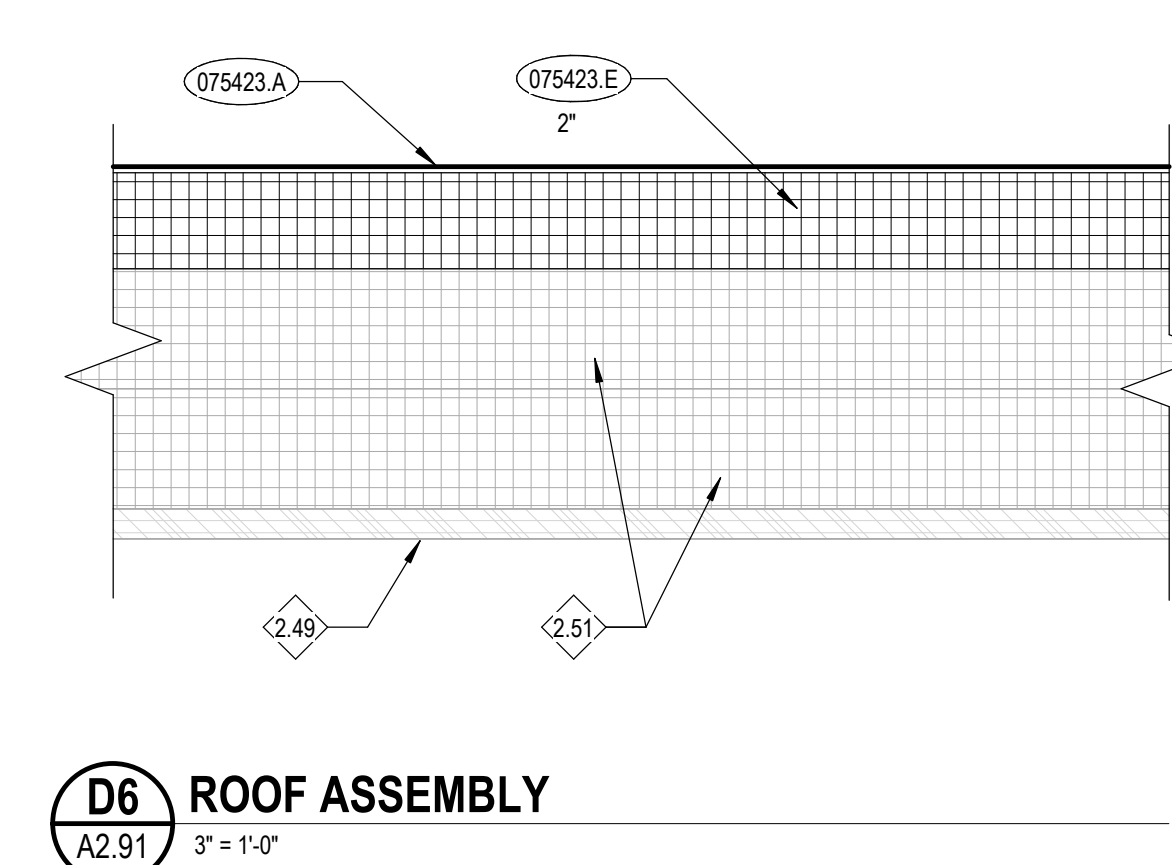 075423.A
075423.E
2"
2.49
2.51
D6
ROOF ASSEMBLY
A2.91
3" = 1'-0"